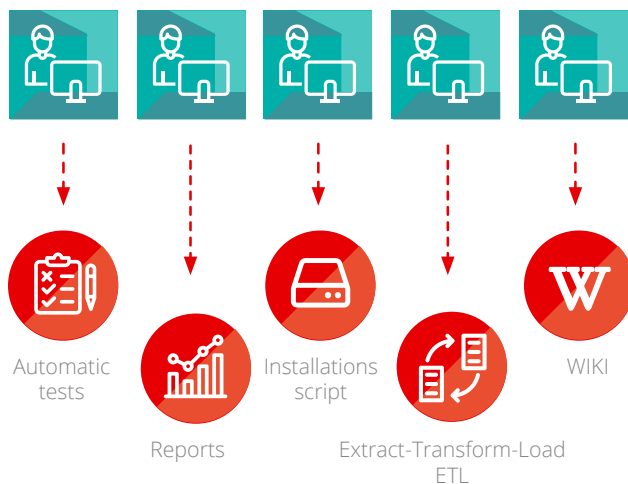 W
Automatic
tests
Installations
script
WIKI
Reports
Extract-Transform-Load
ETL